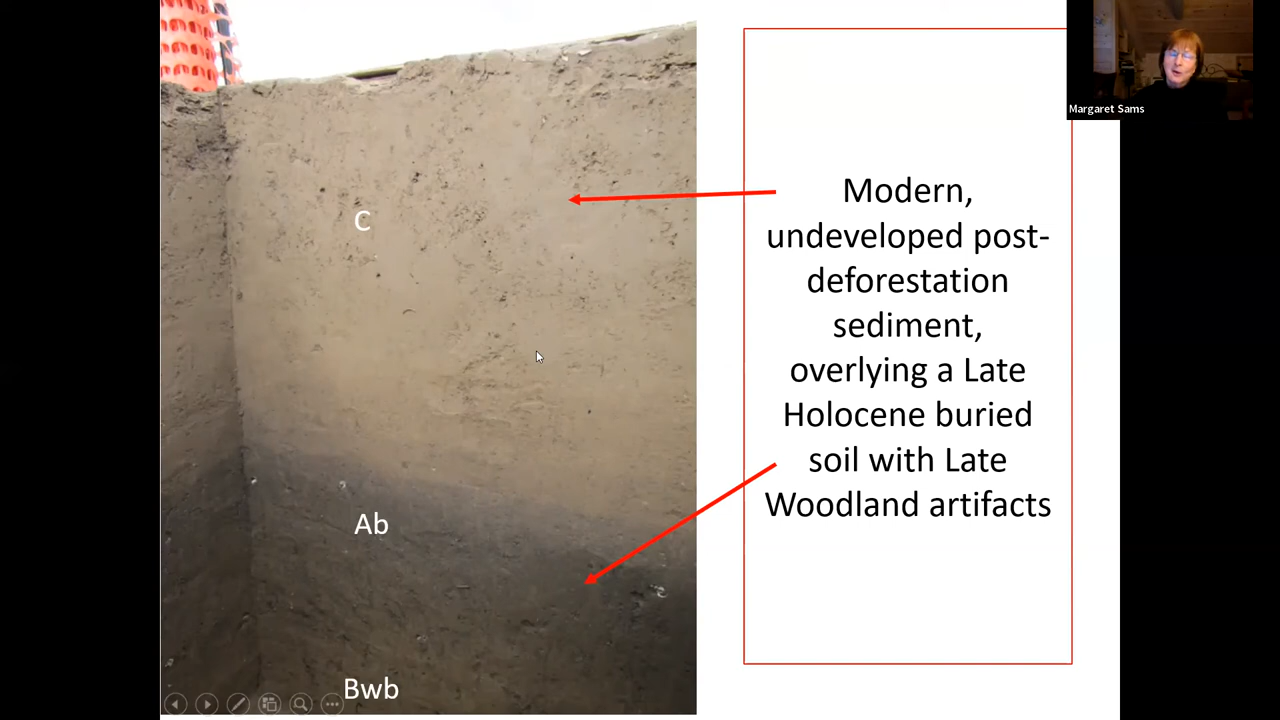 Margaret Sams
C
Ab
Bwb
Modern,
undeveloped post-
deforestation
sediment,
overlying a Late
Holocene buried
soil with Late
Woodland artifacts